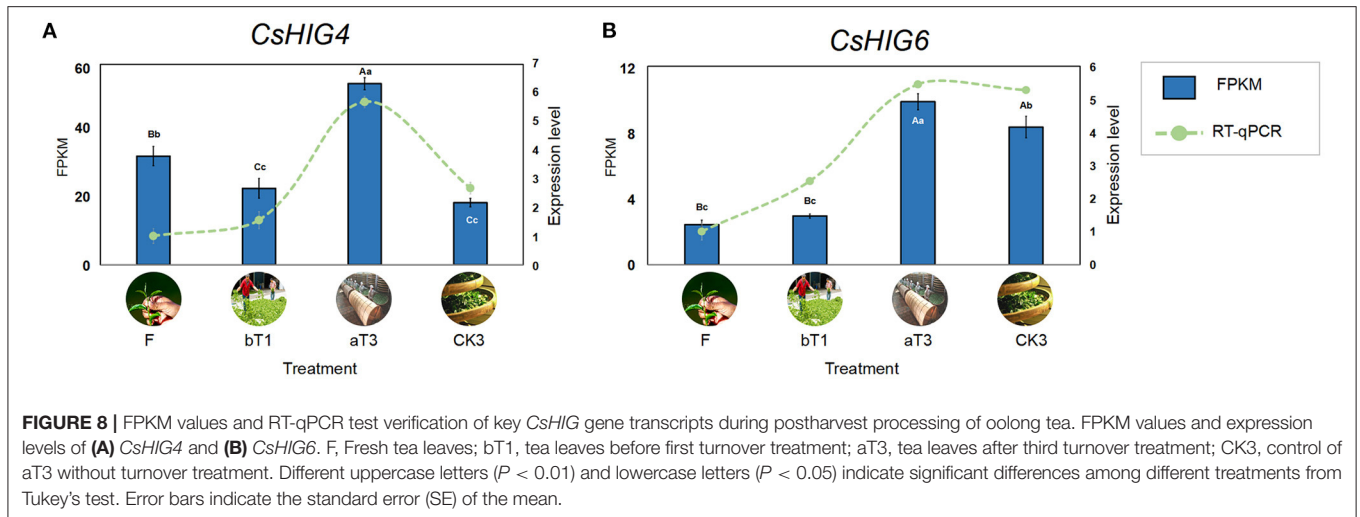 A
CsHIG4
60
40
20
0
FPKM
Bb
Cc
Aa
Cc
7
6
5
4
3
2
1
0
Expression level
F
bT1
aT3
CK3
Treatment
B
CsHIG6
12
8
4
0
FPKM
Bc
Bc
Aa
Ab
6
5
4
3
2
1
0
Expression level
F
bT1
aT3
CK3
Treatment
FPKM
RT-qPCR
FIGURE 8 | FPKM values and RT-qPCR test verification of key CsHIG gene transcripts during postharvest processing of oolong tea. FPKM values and expression
levels of (A) CsHIG4 and (B) CsHIG6. F, Fresh tea leaves; bT1, tea leaves before first turnover treatment; aT3, tea leaves after third turnover treatment; CK3, control of
aT3 without turnover treatment. Different uppercase letters (P < 0.01) and lowercase letters (P < 0.05) indicate significant differences among different treatments from
Tukey's test. Error bars indicate the standard error (SE) of the mean.